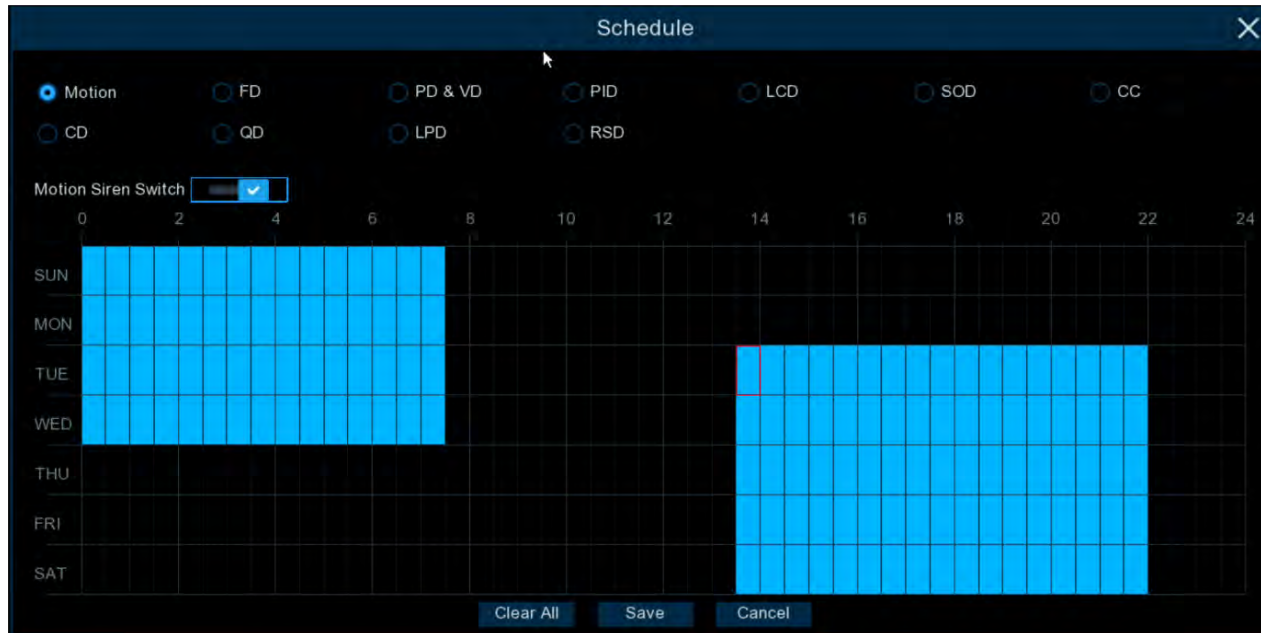 Schedule
Motion FD PD & VD PID LCD SOD CC
CD QD LPD RSD
Motion Siren Switch
0 2 4 6 8 10 12 14 16 18 20 22 24
SUN
MON
TUE
WED
THU
FRI
SAT
Clear All Save Cancel